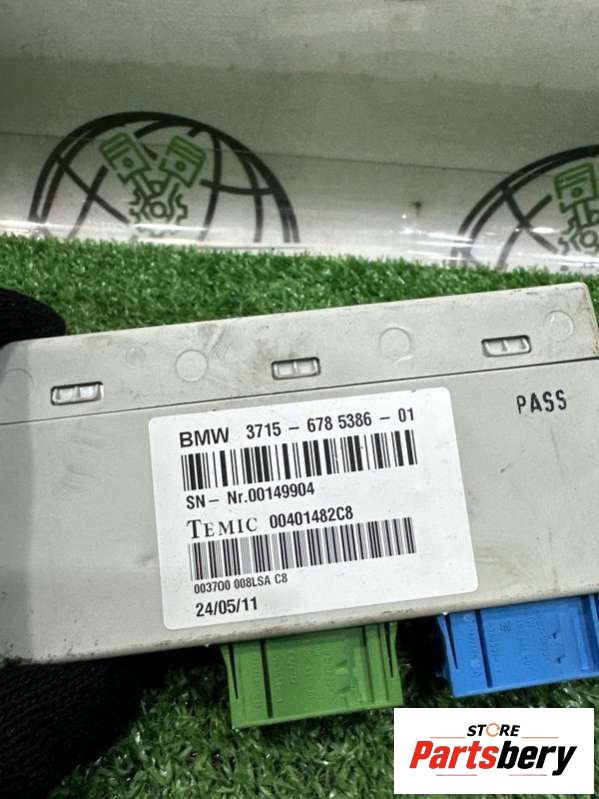 PASS
BMW 3715 - 678 5386 - 01
SN- Nr.00149904
TEMIC 00401482C8
003700 008LSA C8
24/05/11
STORE
Partsbery